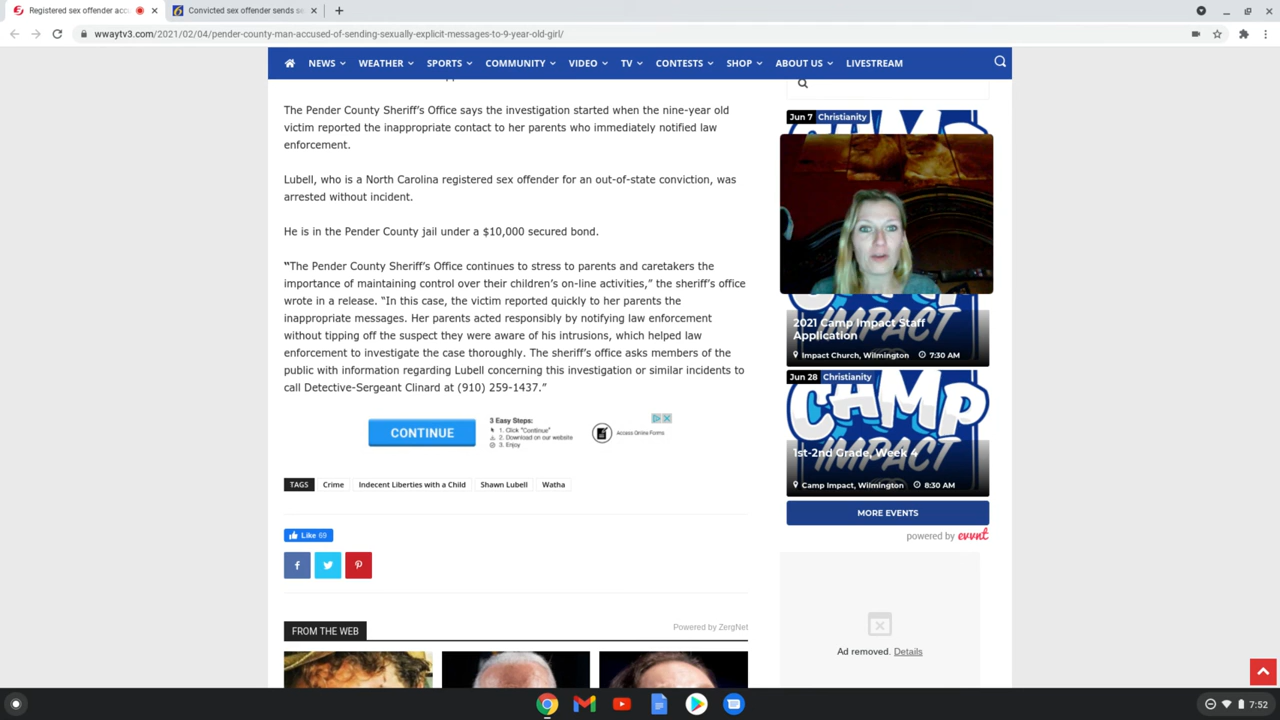 Registered sex offender acc
Convicted sex offender sends se
wwaytv3.com/2021/02/04/pender-county-man-accused-of-sending-sexually-explicit-messages-to-9-year-old-girl/
NEWS WEATHER SPORTS COMMUNITY VIDEO TV CONTESTS SHOP ABOUT US LIVESTREAM
The Pender County Sheriff's Office says the investigation started when the nine-year old
victim reported the inappropriate contact to her parents who immediately notified law
enforcement.
Lubell, who is a North Carolina registered sex offender for an out-of-state conviction, was
arrested without incident.
He is in the Pender County jail under a $10,000 secured bond.
“The Pender County Sheriff's Office continues to stress to parents and caretakers the
importance of maintaining control over their children's on-line activities,” the sheriff's office
wrote in a release. “In this case, the victim reported quickly to her parents the
inappropriate messages. Her parents acted responsibly by notifying law enforcement
without tipping off the suspect they were aware of his intrusions, which helped law
enforcement to investigate the case thoroughly. The sheriff's office asks members of the
public with information regarding Lubell concerning this investigation or similar incidents to
call Detective-Sergeant Clinard at (910) 259-1437.”
CONTINUE
3 Easy Steps:
1. Click "Continue"
2. Download on our website
3. Enjoy
Access Online Forms
TAGS Crime Indecent Liberties with a Child Shawn Lubell Watha
Like 69
FROM THE WEB
Powered by ZergNet
Jun 7 Christianity
2021 Camp Impact Staff
Application
Impact Church, Wilmington 7:30 AM
Jun 28 Christianity
CAMP
IMPACT
1st-2nd Grade, Week 4
Camp Impact, Wilmington 8:30 AM
MORE EVENTS
powered by evvnt
Ad removed. Details
7:52